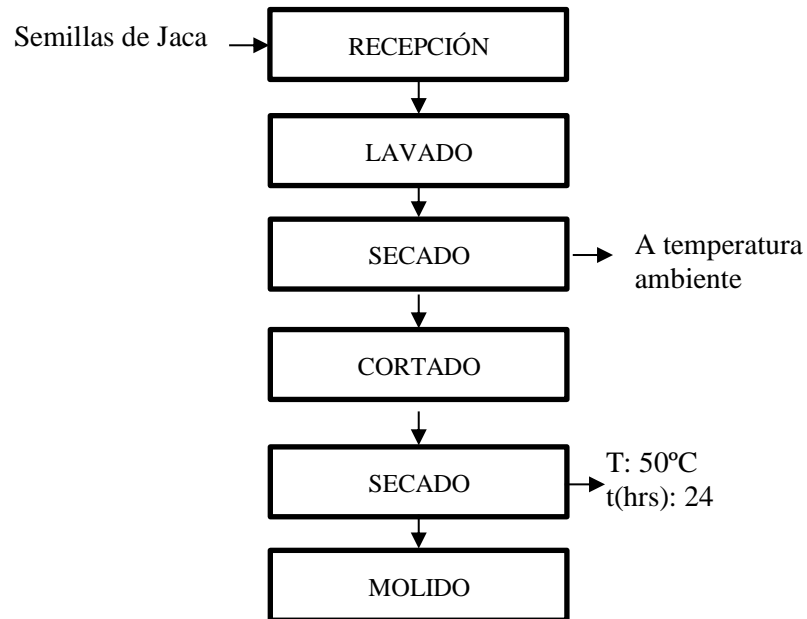 Semillas de Jaca
RECEPCIÓN
LAVADO
SECADO
A temperatura
ambiente
CORTADO
SECADO
T: 50ºC
t(hrs): 24
MOLIDO